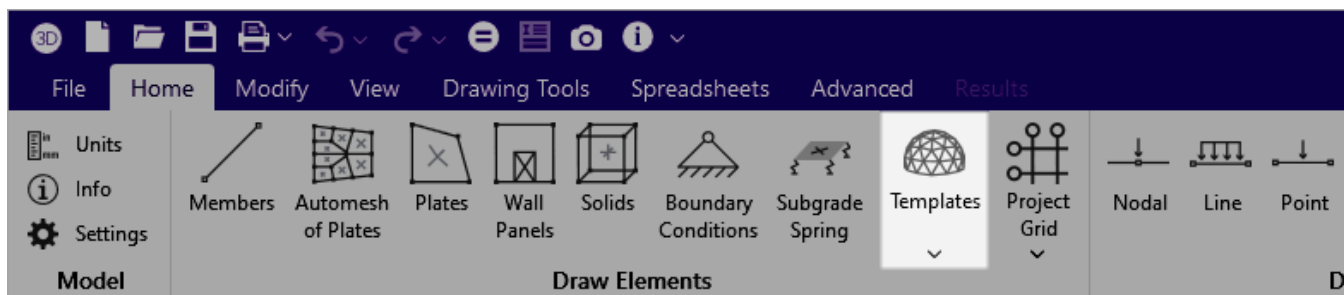 3D
File Home Modify View Drawing Tools Spreadsheets Advanced Results
Units
Info
Settings
Model
Members
Automesh
of Plates
Plates
Wall
Panels
Solids
Boundary
Conditions
Subgrade
Spring
Templates
Project
Grid
Draw Elements
Nodal
Line
Point
D